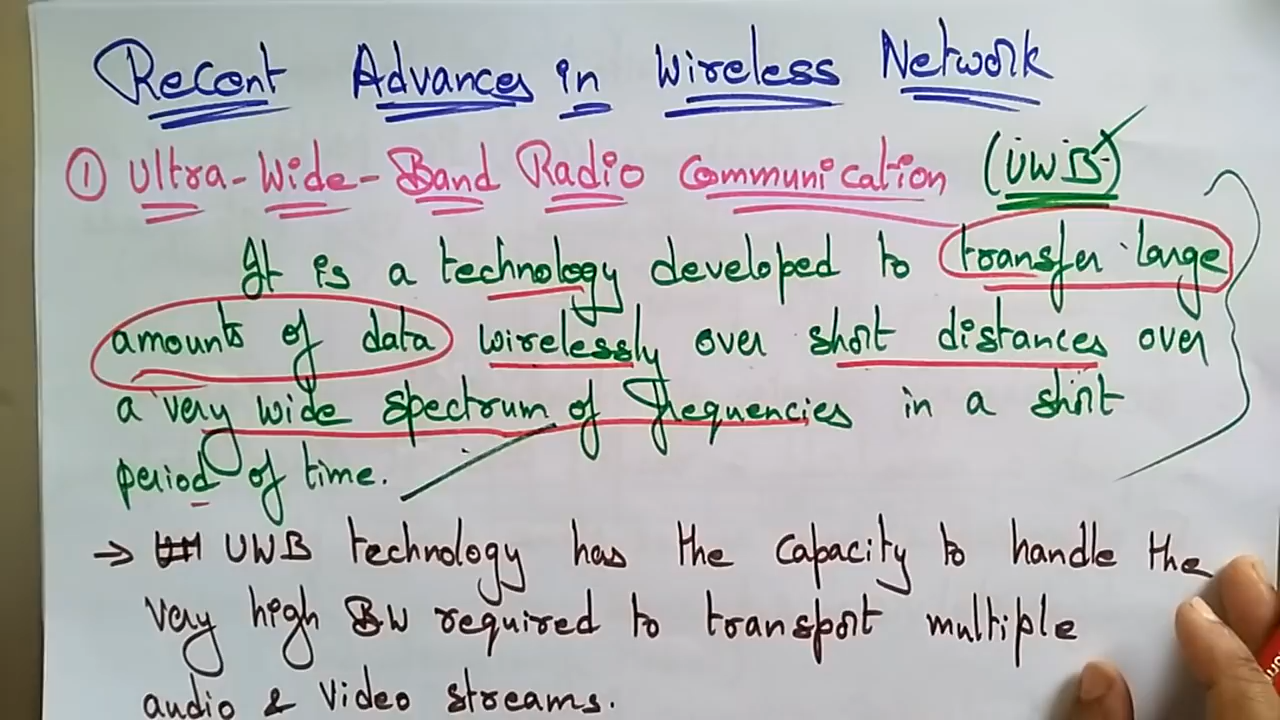 Recent Advances in Wireless Network
① Ultra-Wide-Band Radio Communication (UWB)
It is a technology developed to transfer large
amounts of data wirelessly over short distances over
a very wide spectrum of frequencies in a short
period of time.
→ UWB technology has the capacity to handle the
very high BW required to transport multiple
audio & video streams.